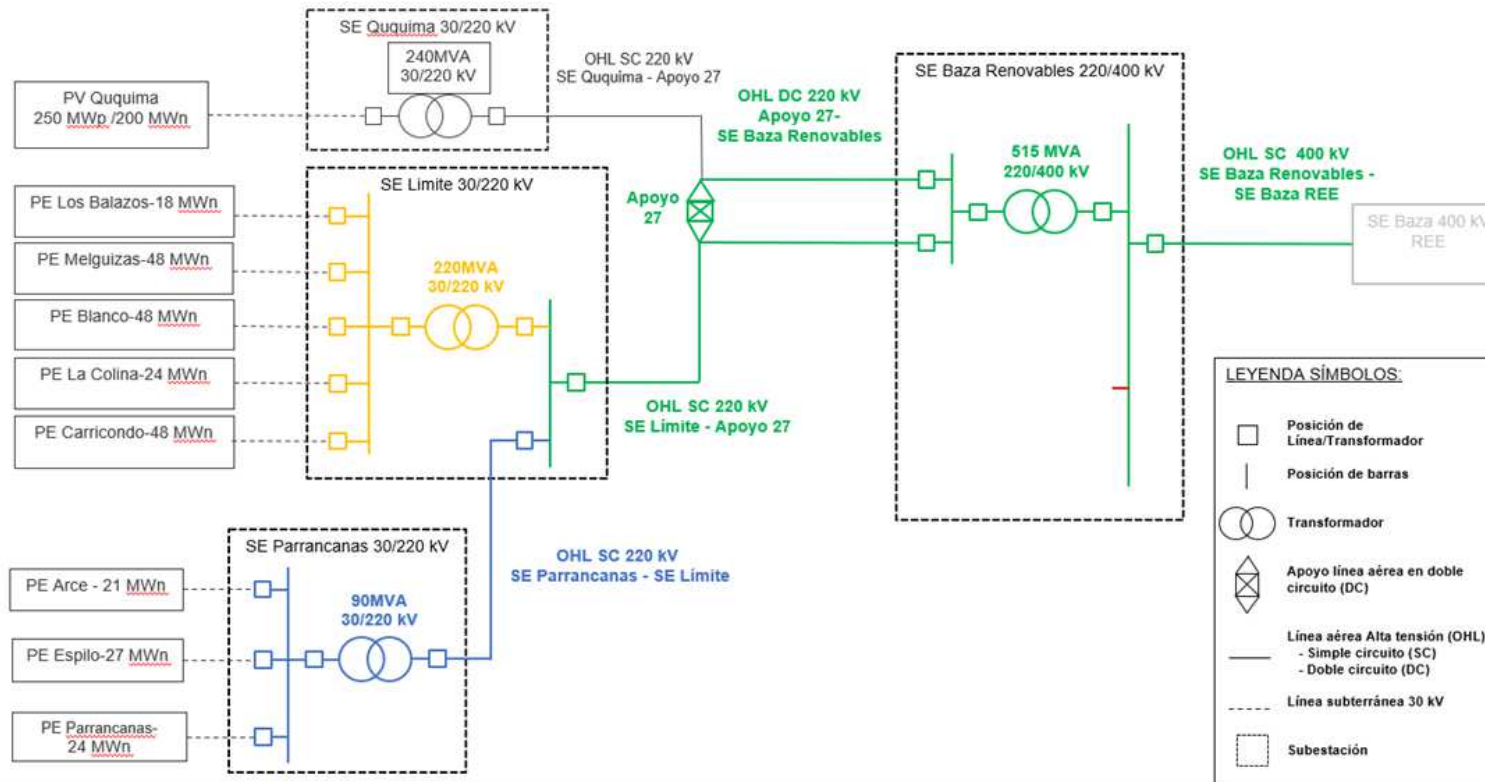 SE Ququima 30/220 kV
240MVA
30/220 kV
OHL SC 220 kV
SE Ququima - Apoyo 27
PV Ququima
250 MWp /200 MWn
SE Baza Renovables 220/400 kV
OHL DC 220 kV
Apoyo 27-
SE Baza Renovables
515 MVA
220/400 kV
OHL SC 400 kV
SE Baza Renovables -
SE Baza REE
SE Baza 400 kV
REE
SE Limite 30/220 kV
Apoyo
27
PE Los Balazos-18 MWn
PE Melguizas-48 MWn
PE Blanco-48 MWn
PE La Colina-24 MWn
PE Carricondo-48 MWn
220MVA
30/220 kV
OHL SC 220 kV
SE Límite - Apoyo 27
SE Parrancanas 30/220 kV
OHL SC 220 kV
SE Parrancanas - SE Límite
PE Arce - 21 MWn
PE Espilo-27 MWn
PE Parrancanas-
24 MWn
90MVA
30/220 kV
LEYENDA SÍMBOLOS:
Posición de
Línea/Transformador
Posición de barras
Transformador
Apoyo línea aérea en doble
circuito (DC)
Línea aérea Alta tensión (OHL)
- Simple circuito (SC)
- Doble circuito (DC)
Línea subterránea 30 kV
Subestación